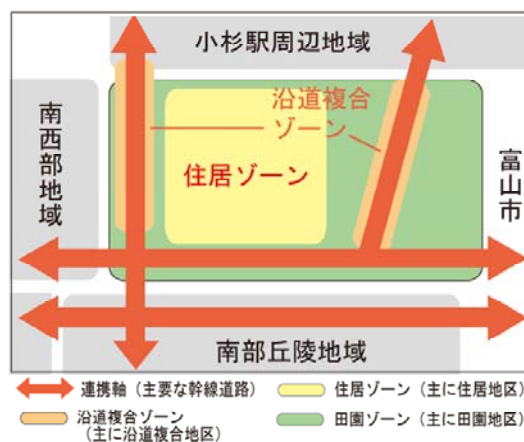 小杉駅周辺地域
沿道複合
ゾーン
南西部地域
住居ゾーン
富山市
南部丘陵地域
連携軸（主要な幹線道路）
住居ゾーン（主に住居地区）
沿道複合ゾーン
（主に沿道複合地区）
田園ゾーン（主に田園地区）